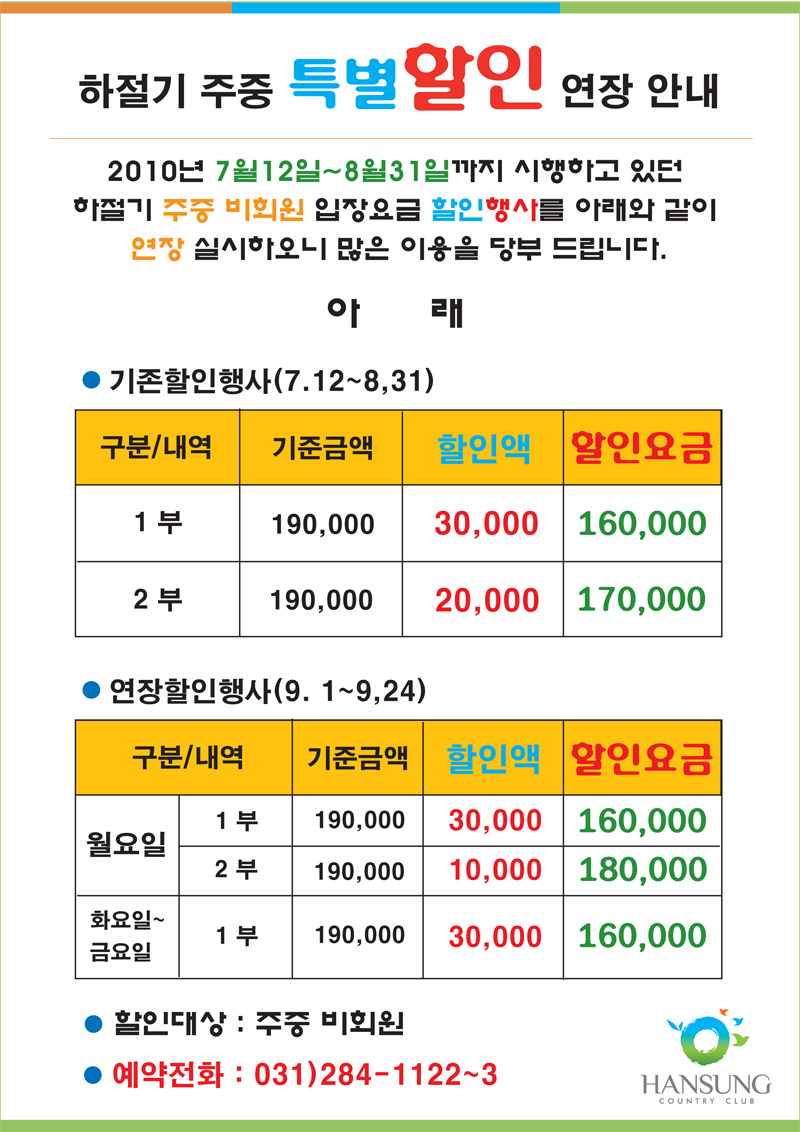 하절기 주중 특별할인 연장 안내
2010년 7월12일~8월31일까지 시행하고 있던
하절기 주중 비회원 입장요금 할인행사를 아래와 같이
연장 실시하오니 많은 이용을 당부 드립니다.
아 래
● 기존할인행사(7.12~8,31)
구분/내역 기준금액 할인액 할인요금
1 부 190,000 30,000 160,000
2 부 190,000 20,000 170,000
● 연장할인행사(9. 1~9,24)
구분/내역 기준금액 할인액 할인요금
월요일 1 부 190,000 30,000 160,000
2 부 190,000 10,000 180,000
화요일~
금요일 1 부 190,000 30,000 160,000
● 할인대상 : 주중 비회원
● 예약전화 : 031)284-1122~3
HANSUNG
COUNTRY CLUB